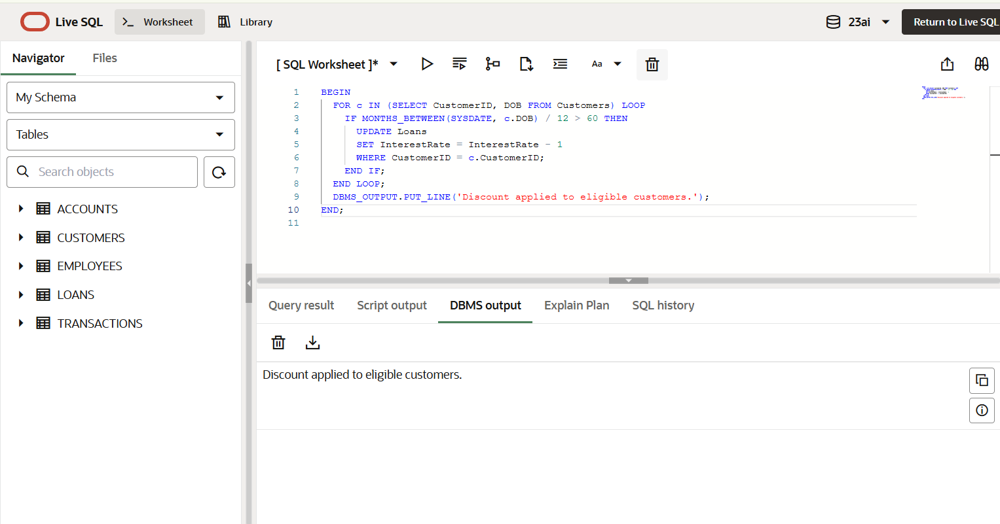 Live SQL
Worksheet
Library
23ai
Return to Live SQL
Navigator
Files
My Schema
Tables
Search objects
ACCOUNTS
CUSTOMERS
EMPLOYEES
LOANS
TRANSACTIONS
[ SQL Worksheet ]*
Aa
1 BEGIN
2 FOR c IN (SELECT CustomerID, DOB FROM Customers) LOOP
3 IF MONTHS_BETWEEN(SYSDATE, c.DOB) / 12 > 60 THEN
4 UPDATE Loans
5 SET InterestRate = InterestRate - 1
6 WHERE CustomerID = c.CustomerID;
7 END IF;
8 END LOOP;
9 DBMS_OUTPUT.PUT_LINE('Discount applied to eligible customers.');
10 END;
11
Query result
Script output
DBMS output
Explain Plan
SQL history
Discount applied to eligible customers.